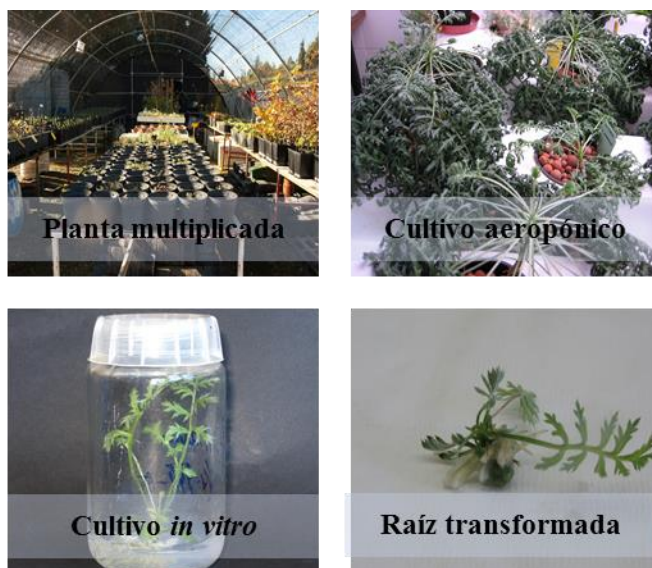 Planta multiplicada
Cultivo aeropónico
Cultivo in vitro
Raíz transformada